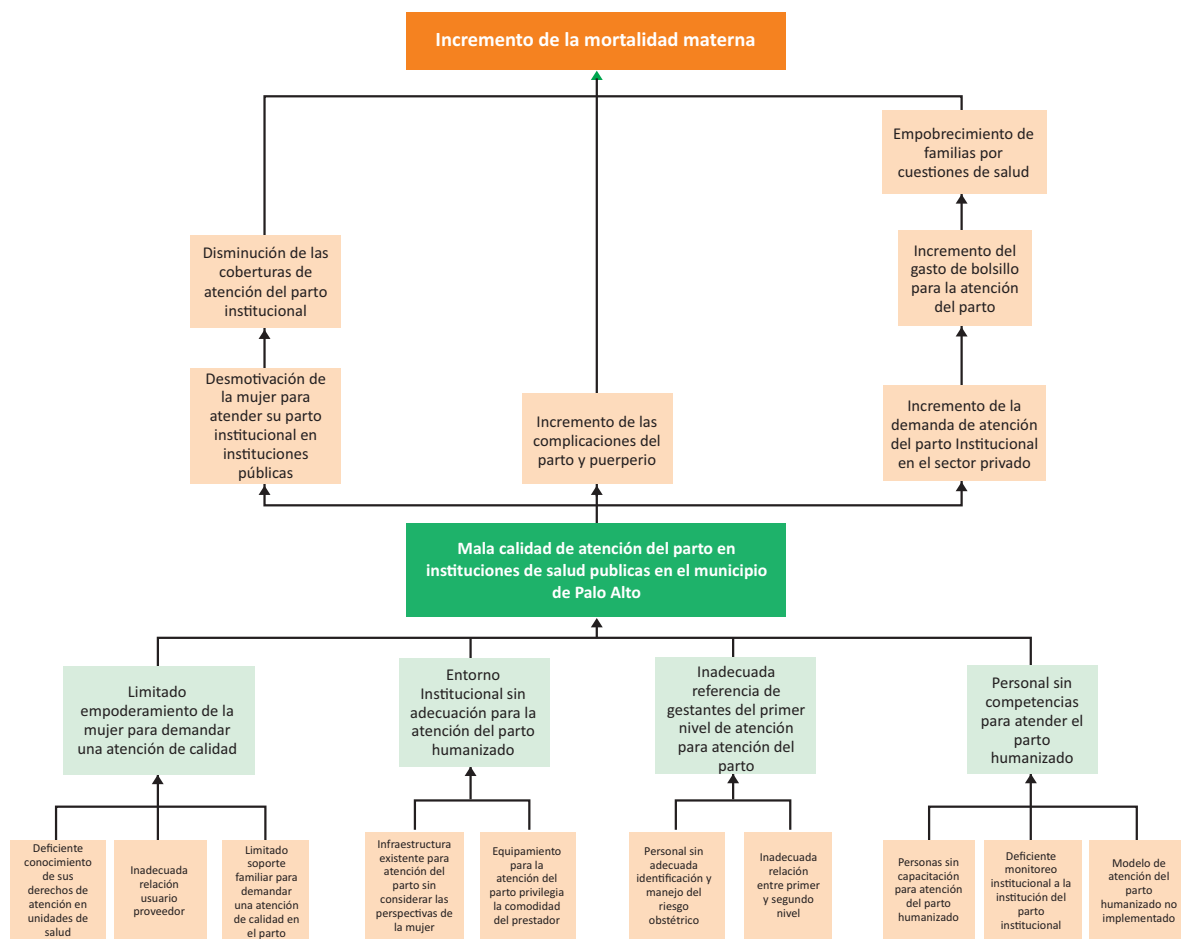 Incremento de la mortalidad materna
Empobrecimiento de
familias por
cuestiones de salud
Disminución de las
coberturas de
atención del parto
institucional
Incremento del
gasto de bolsillo
para la atención
del parto
Desmotivación de
la mujer para
atender su parto
institucional en
instituciones
públicas
Incremento de las
complicaciones del
parto y puerperio
Incremento de la
demanda de atención
del parto Institucional
en el sector privado
Mala calidad de atención del parto en
instituciones de salud publicas en el municipio
de Palo Alto
Limitado
empoderamiento de la
mujer para demandar
una atención de calidad
Entorno
Institucional sin
adecuación para la
atención del parto
humanizado
Inadecuada
referencia de
gestantes del primer
nivel de atención
para atención del
parto
Personal sin
competencias
para atender el
parto
humanizado
Deficiente
conocimiento
de sus
derechos de
atención en
unidades de
salud
Inadecuada
relación
usuario
proveedor
Limitado
soporte
familiar para
demandar
una atención
de calidad en
el parto
Infraestructura
existente para
atención del
parto sin
considerar las
perspectivas de
la mujer
Equipamiento
para la
atención del
parto privilegia
la comodidad
del prestador
Personal sin
adecuada
identificación y
manejo del
riesgo
obstétrico
Inadecuada
relación
entre primer
y segundo
nivel
Personas sin
capacitación
para atención
del parto
humanizado
Deficiente
monitoreo
institucional a la
institución del
parto
institucional
Modelo de
atención del
parto
humanizado no
implementado